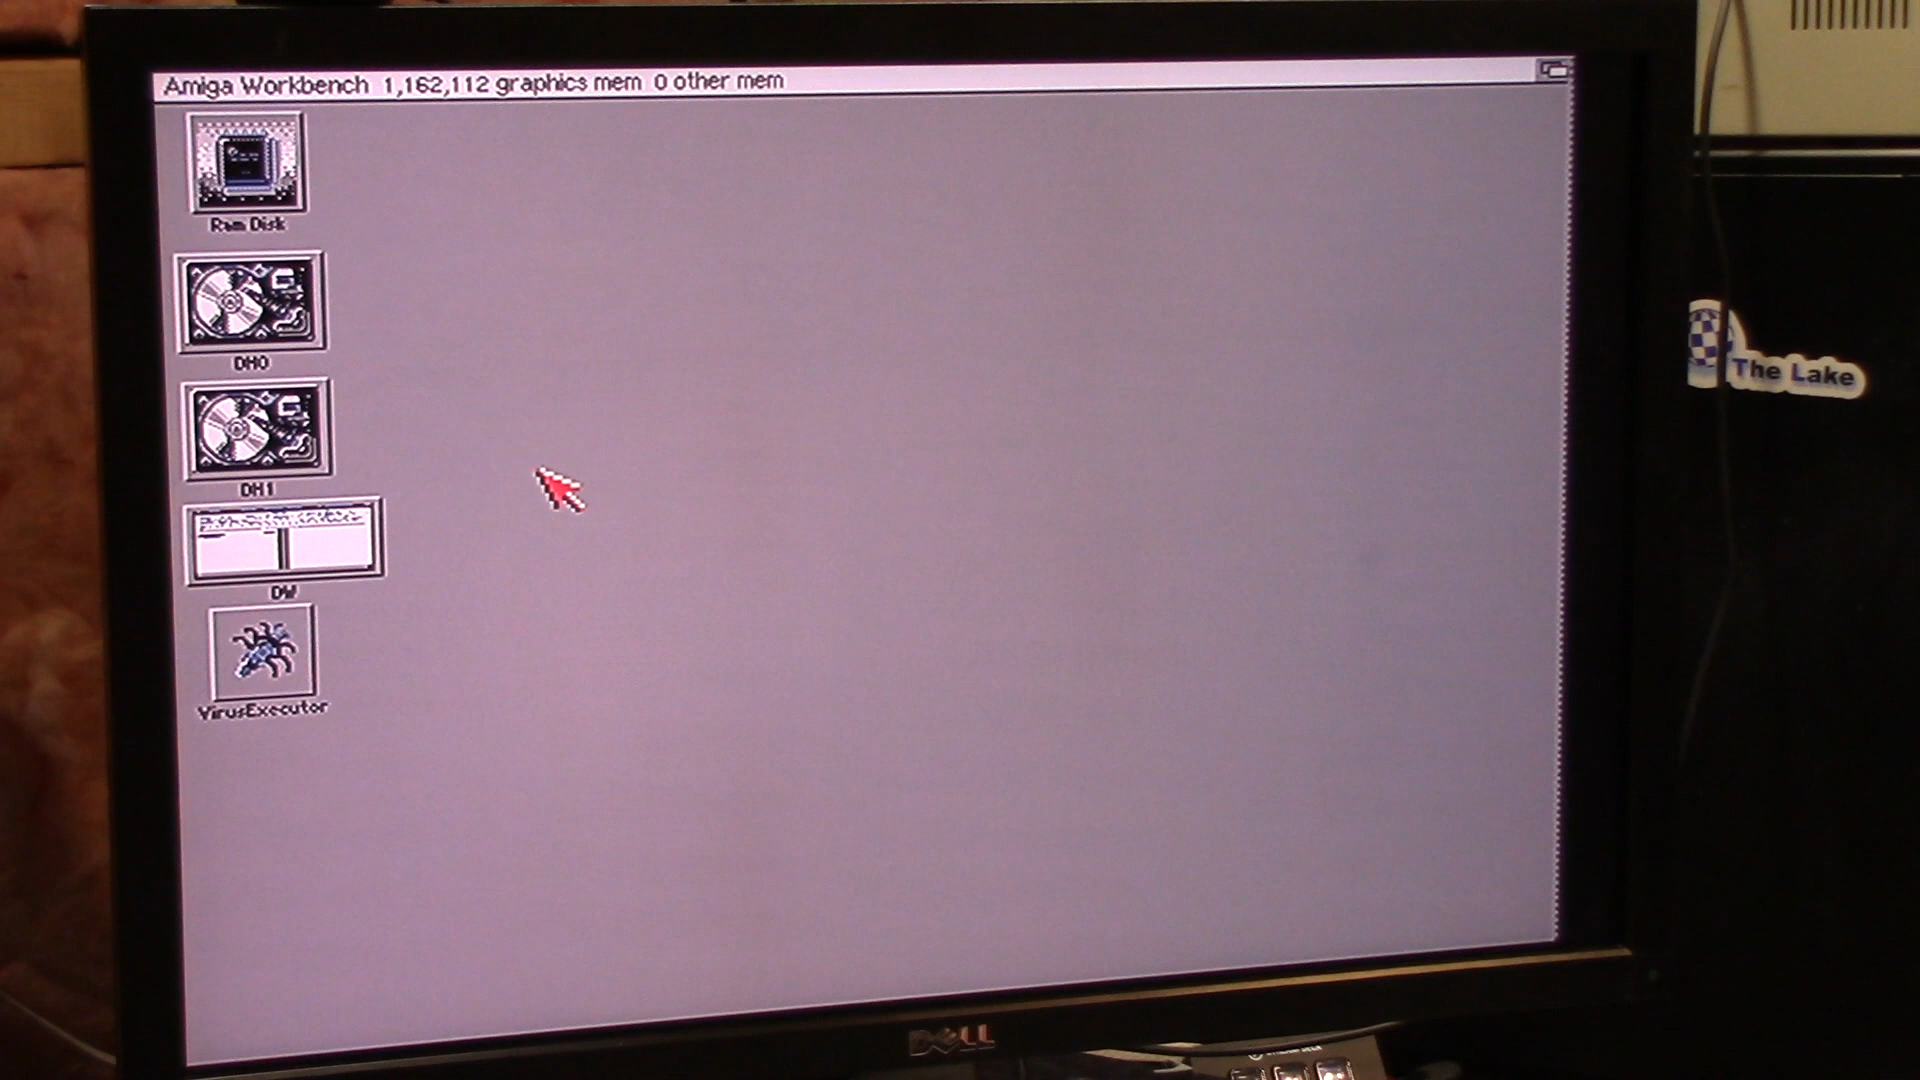 Amiga Workbench 1,162,112 graphics mem 0 other mem
Ram Disk
DH0
DH1
DW
VirusExecutor
The Lake
DELL